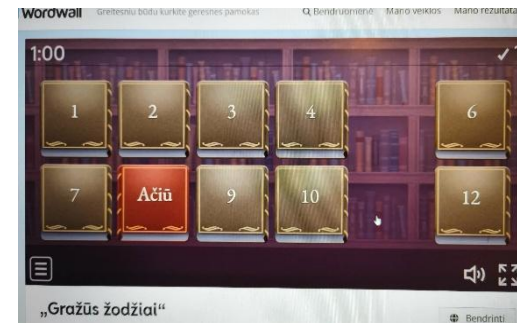 Wordwall Greitesniu būdu kurkite geresnes pamokas Bendruomenė Mano veiklos Mano rezultata
1:00
1 2 3 4 6
7 Ačiū 9 10 12
„Gražūs žodžiai“
Bendrinti